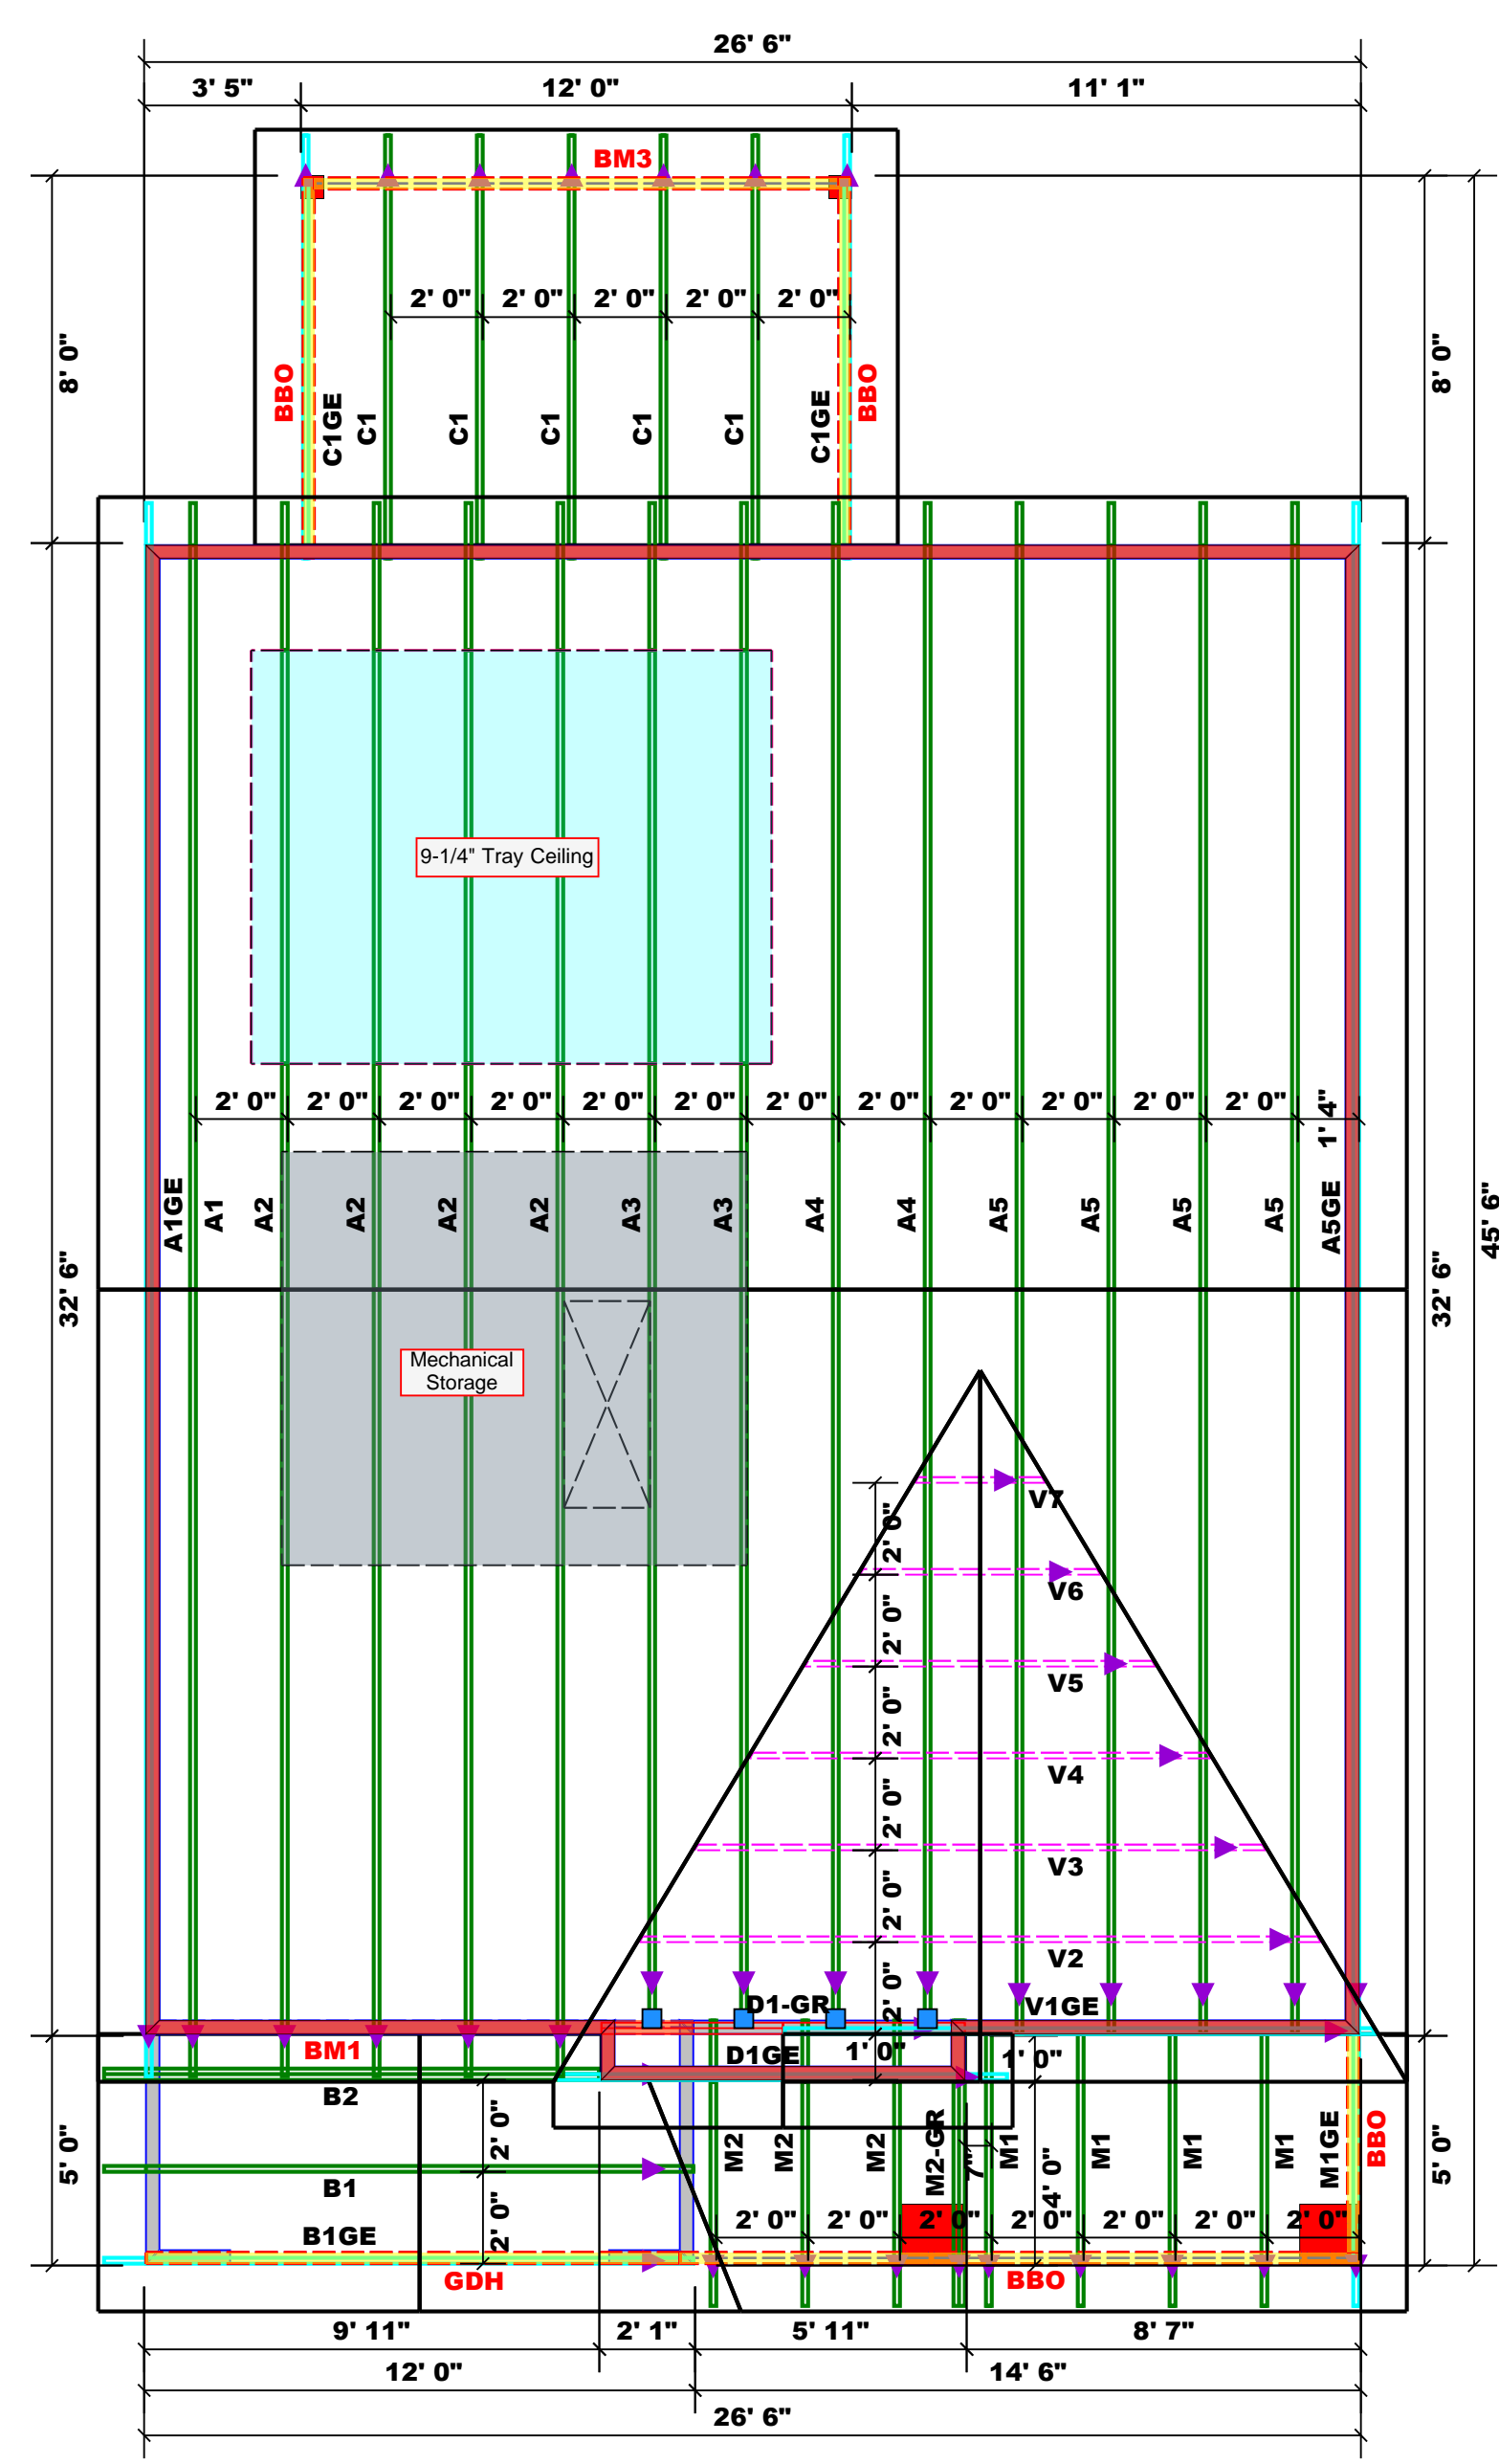 26' 6"
3' 5" 12' 0" 11' 1"
BM3
2' 0" 2' 0" 2' 0" 2' 0" 2' 0"
8' 0"
8' 0"
BBO
C1GE
C1
C1
C1
C1
C1
C1GE
BBO
9-1/4" Tray Ceiling
2' 0" 2' 0" 2' 0" 2' 0" 2' 0" 2' 0" 2' 0" 2' 0" 2' 0" 2' 0" 2' 0" 2' 0" 1' 4"
A1GE
A1
A2
A2
A2
A2
A3
A3
A4
A4
A5
A5
A5
A5
A5GE
45' 6"
32' 6"
32' 6"
Mechanical
Storage
V7
2' 0"
V6
2' 0"
V5
2' 0"
V4
2' 0"
V3
2' 0"
V2
2' 0"
D1-GR
V1GE
BM1
D1GE
1' 0"
1' 0"
B2
2' 0"
B1
2' 0"
B1GE
GDH
5' 0"
M2
M2
M2
M2-GR
7"
M1
4' 0"
M1
M1
M1
M1GE
BBO
5' 0"
2' 0" 2' 0" 2' 0" 2' 0" 2' 0" 2' 0" 2' 0"
BBO
9' 11" 2' 1" 5' 11" 8' 7"
12' 0" 14' 6"
26' 6"